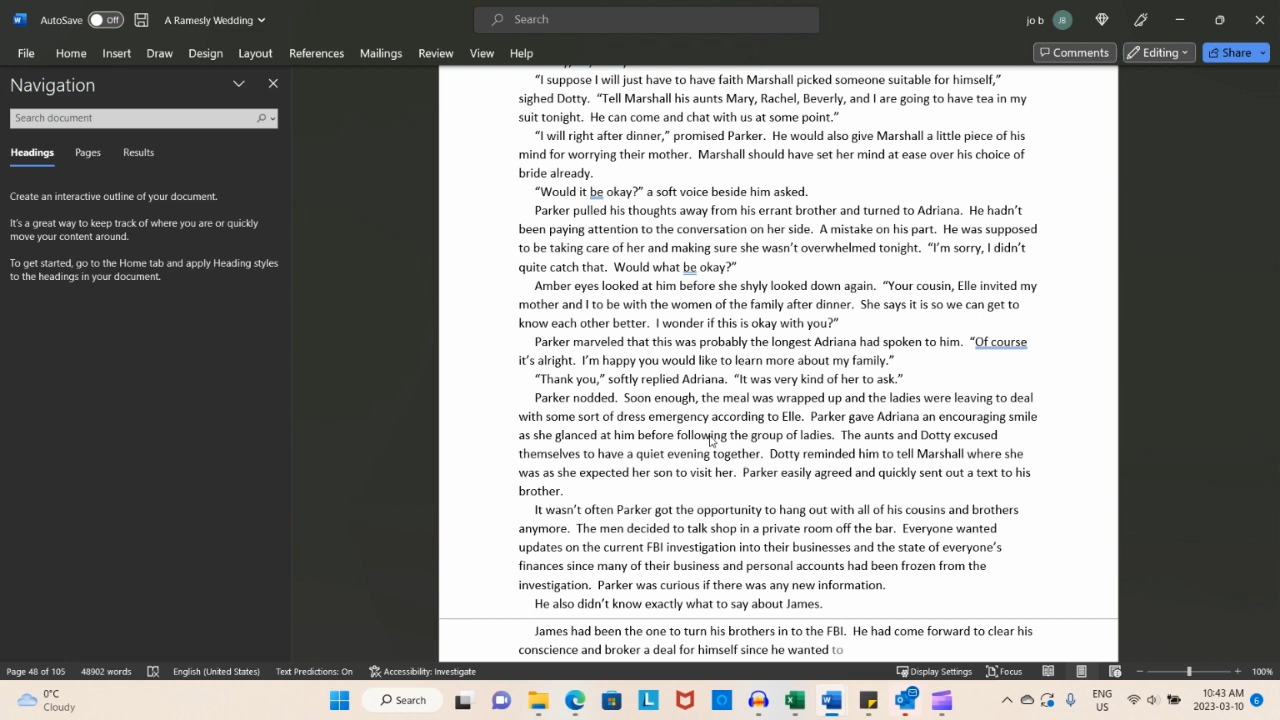 AutoSave Off A Ramesly Wedding Search jo b JB
File Home Insert Draw Design Layout References Mailings Review View Help Comments Editing Share
Navigation
Search document
Headings Pages Results
Create an interactive outline of your document.
It's a great way to keep track of where you are or quickly
move your content around.
To get started, go to the Home tab and apply Heading styles
to the headings in your document.
“I suppose I will just have to have faith Marshall picked someone suitable for himself,”
sighed Dotty. “Tell Marshall his aunts Mary, Rachel, Beverly, and I are going to have tea in my
suit tonight. He can come and chat with us at some point.”
“I will right after dinner,” promised Parker. He would also give Marshall a little piece of his
mind for worrying their mother. Marshall should have set her mind at ease over his choice of
bride already.
“Would it be okay?” a soft voice beside him asked.
Parker pulled his thoughts away from his errant brother and turned to Adriana. He hadn’t
been paying attention to the conversation on her side. A mistake on his part. He was supposed
to be taking care of her and making sure she wasn’t overwhelmed tonight. “I’m sorry, I didn’t
quite catch that. Would what be okay?”
Amber eyes looked at him before she shyly looked down again. “Your cousin, Elle invited my
mother and I to be with the women of the family after dinner. She says it is so we can get to
know each other better. I wonder if this is okay with you?”
Parker marveled that this was probably the longest Adriana had spoken to him. “Of course
it’s alright. I’m happy you would like to learn more about my family.”
“Thank you,” softly replied Adriana. “It was very kind of her to ask.”
Parker nodded. Soon enough, the meal was wrapped up and the ladies were leaving to deal
with some sort of dress emergency according to Elle. Parker gave Adriana an encouraging smile
as she glanced at him before following the group of ladies. The aunts and Dotty excused
themselves to have a quiet evening together. Dotty reminded him to tell Marshall where she
was as she expected her son to visit her. Parker easily agreed and quickly sent out a text to his
brother.
It wasn’t often Parker got the opportunity to hang out with all of his cousins and brothers
anymore. The men decided to talk shop in a private room off the bar. Everyone wanted
updates on the current FBI investigation into their businesses and the state of everyone’s
finances since many of their business and personal accounts had been frozen from the
investigation. Parker was curious if there was any new information.
He also didn’t know exactly what to say about James.
James had been the one to turn his brothers in to the FBI. He had come forward to clear his
conscience and broker a deal for himself since he wanted to
Page 48 of 105 48902 words English (United States) Text Predictions: On Accessibility: Investigate Display Settings Focus 100%
0°C
Cloudy
Search
ENG
US
10:43 AM
2023-03-10
6